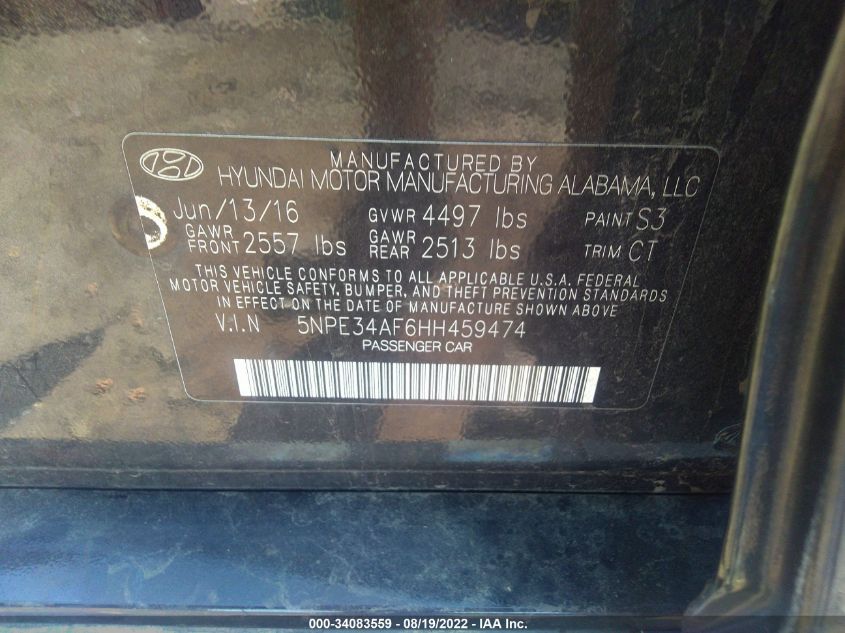 MANUFACTURED BY
HYUNDAI MOTOR MANUFACTURING ALABAMA, LLC
Jun/13/16 GVWR 4497 lbs PAINT S3
GAWR FRONT 2557 lbs GAWR REAR 2513 lbs TRIM CT
THIS VEHICLE CONFORMS TO ALL APPLICABLE U.S.A. FEDERAL
MOTOR VEHICLE SAFETY, BUMPER, AND THEFT PREVENTION STANDARDS
IN EFFECT ON THE DATE OF MANUFACTURE SHOWN ABOVE
V.I.N 5NPE34AF6HH459474
PASSENGER CAR
000-34083559 - 08/19/2022 - IAA Inc.